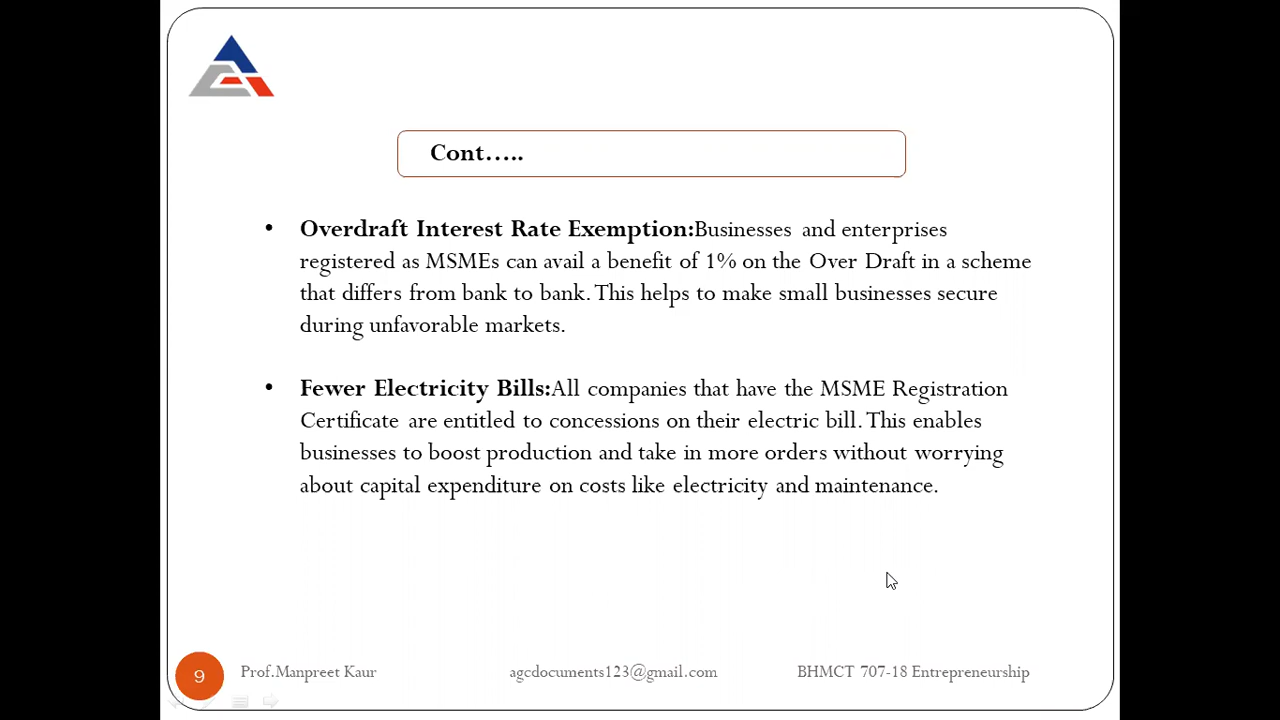 Cont…..
• Overdraft Interest Rate Exemption:Businesses and enterprises
registered as MSMEs can avail a benefit of 1% on the Over Draft in a scheme
that differs from bank to bank. This helps to make small businesses secure
during unfavorable markets.
• Fewer Electricity Bills:All companies that have the MSME Registration
Certificate are entitled to concessions on their electric bill. This enables
businesses to boost production and take in more orders without worrying
about capital expenditure on costs like electricity and maintenance.
9 Prof.Manpreet Kaur agcdocuments123@gmail.com BHMCT 707-18 Entrepreneurship